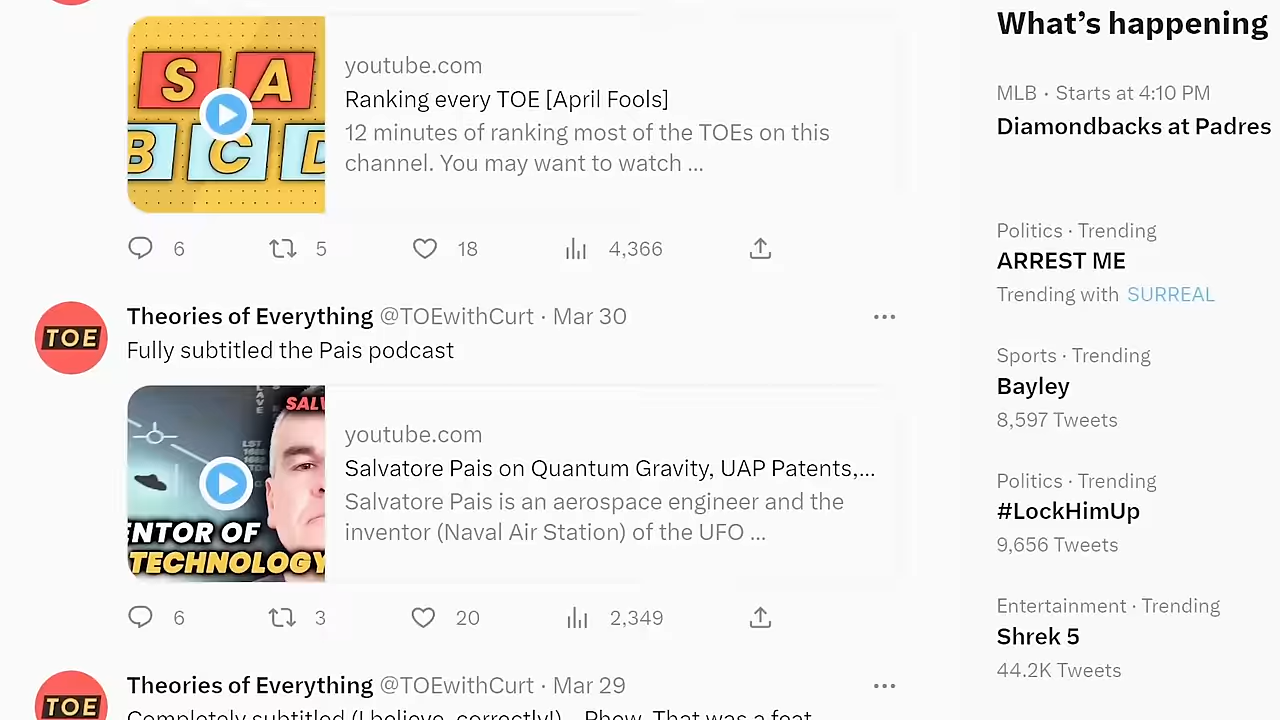 S A
B C D
youtube.com
Ranking every TOE [April Fools]
12 minutes of ranking most of the TOEs on this
channel. You may want to watch ...
6 5 18 4,366
TOE
Theories of Everything @TOEwithCurt · Mar 30
Fully subtitled the Pais podcast
SALV
youtube.com
Salvatore Pais on Quantum Gravity, UAP Patents,...
Salvatore Pais is an aerospace engineer and the
inventor (Naval Air Station) of the UFO ...
ENTOR OF
TECHNOLOGY
6 3 20 2,349
TOE
Theories of Everything @TOEwithCurt · Mar 29
Completely subtitled (I believe, correctly!)... Phew. That was a feat
What's happening
MLB · Starts at 4:10 PM
Diamondbacks at Padres
Politics · Trending
ARREST ME
Trending with SURREAL
Sports · Trending
Bayley
8,597 Tweets
Politics · Trending
#LockHimUp
9,656 Tweets
Entertainment · Trending
Shrek 5
44.2K Tweets